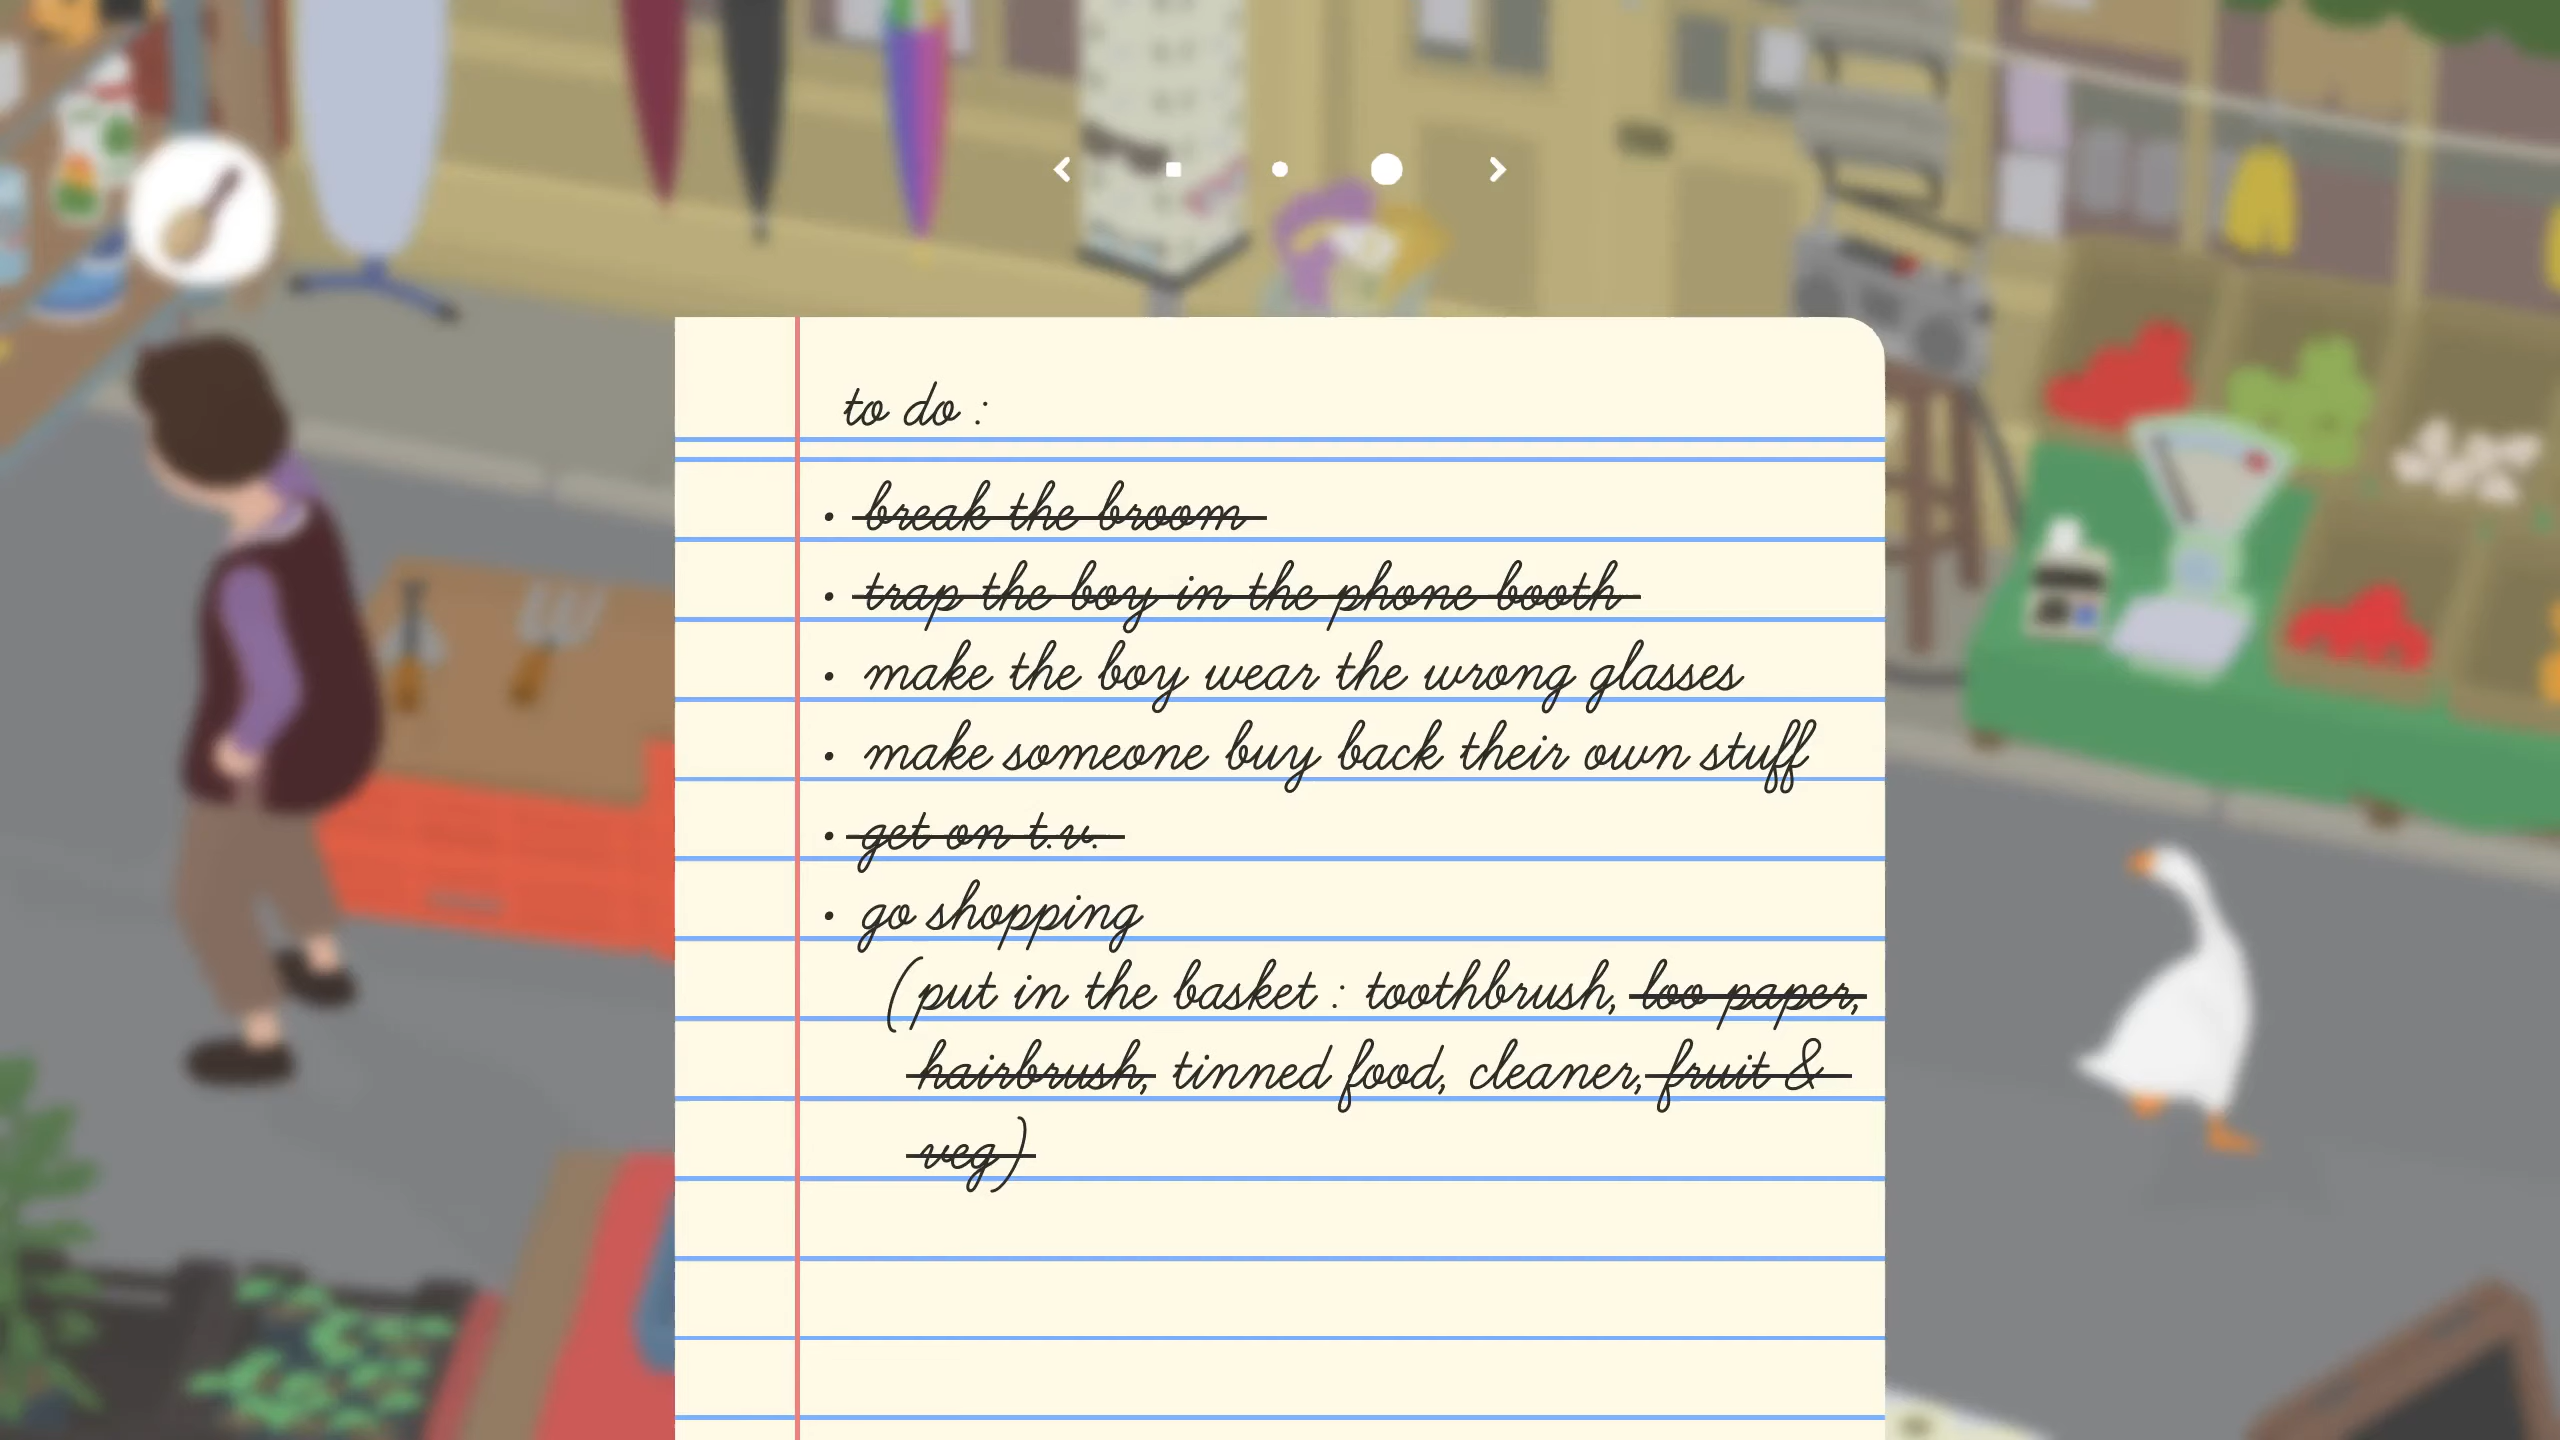 to do :
• break the broom
• trap the boy in the phone booth
• make the boy wear the wrong glasses
• make someone buy back their own stuff
• get on t.v.
• go shopping
(put in the basket : toothbrush, loo paper,
hairbrush, tinned food, cleaner, fruit &
veg)